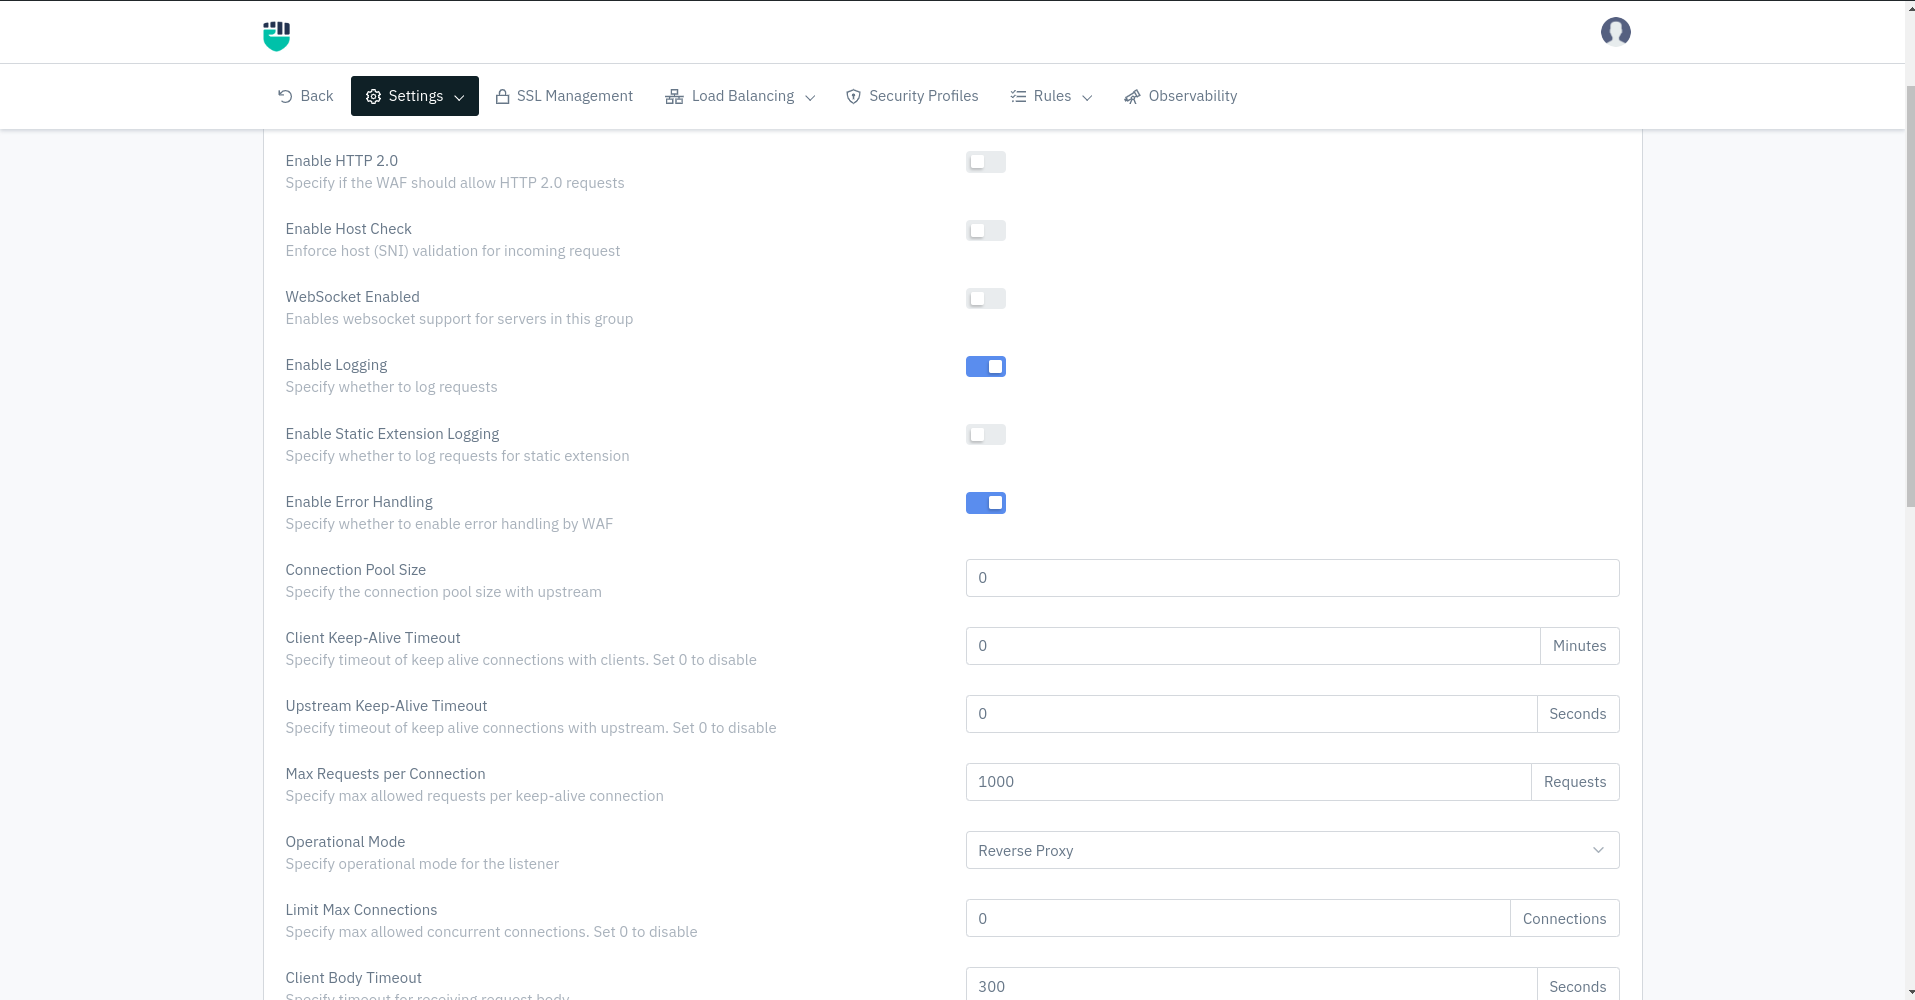 Back
Settings
SSL Management
Load Balancing
Security Profiles
Rules
Observability
Enable HTTP 2.0
Specify if the WAF should allow HTTP 2.0 requests
Enable Host Check
Enforce host (SNI) validation for incoming request
WebSocket Enabled
Enables websocket support for servers in this group
Enable Logging
Specify whether to log requests
Enable Static Extension Logging
Specify whether to log requests for static extension
Enable Error Handling
Specify whether to enable error handling by WAF
Connection Pool Size
0
Specify the connection pool size with upstream
Client Keep-Alive Timeout
0 Minutes
Specify timeout of keep alive connections with clients. Set 0 to disable
Upstream Keep-Alive Timeout
0 Seconds
Specify timeout of keep alive connections with upstream. Set 0 to disable
Max Requests per Connection
1000 Requests
Specify max allowed requests per keep-alive connection
Operational Mode
Reverse Proxy
Specify operational mode for the listener
Limit Max Connections
0 Connections
Specify max allowed concurrent connections. Set 0 to disable
Client Body Timeout
300 Seconds
Specify timeout for receiving request body